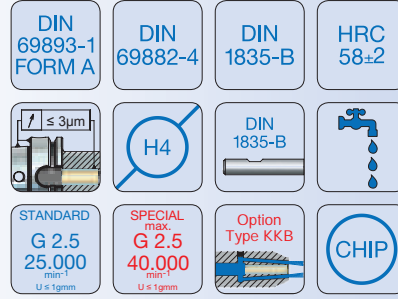 DIN
69893-1
FORM A
DIN
69882-4
DIN
1835-B
HRC
58±2
↗ ≤ 3µm
H4
DIN
1835-B
STANDARD
G 2.5
25.000
min⁻¹
U ≤ 1gmm
SPECIAL
max.
G 2.5
40.000
min⁻¹
U ≤ 1gmm
Option
Type KKB
CHIP